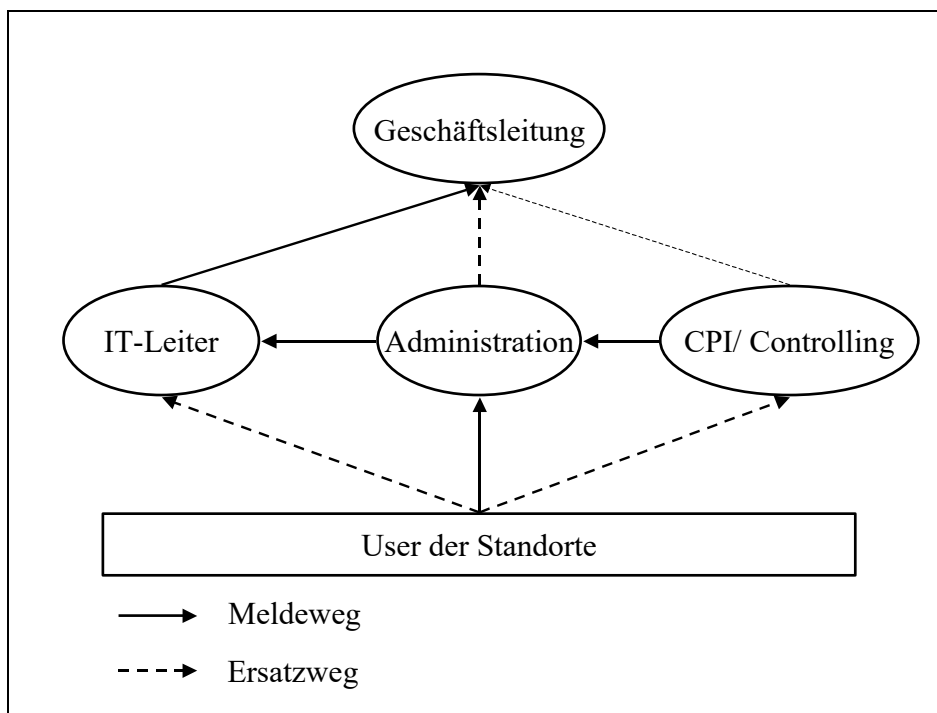 Geschäftsleitung
IT-Leiter
Administration
CPI/ Controlling
User der Standorte
Meldeweg
Ersatzweg